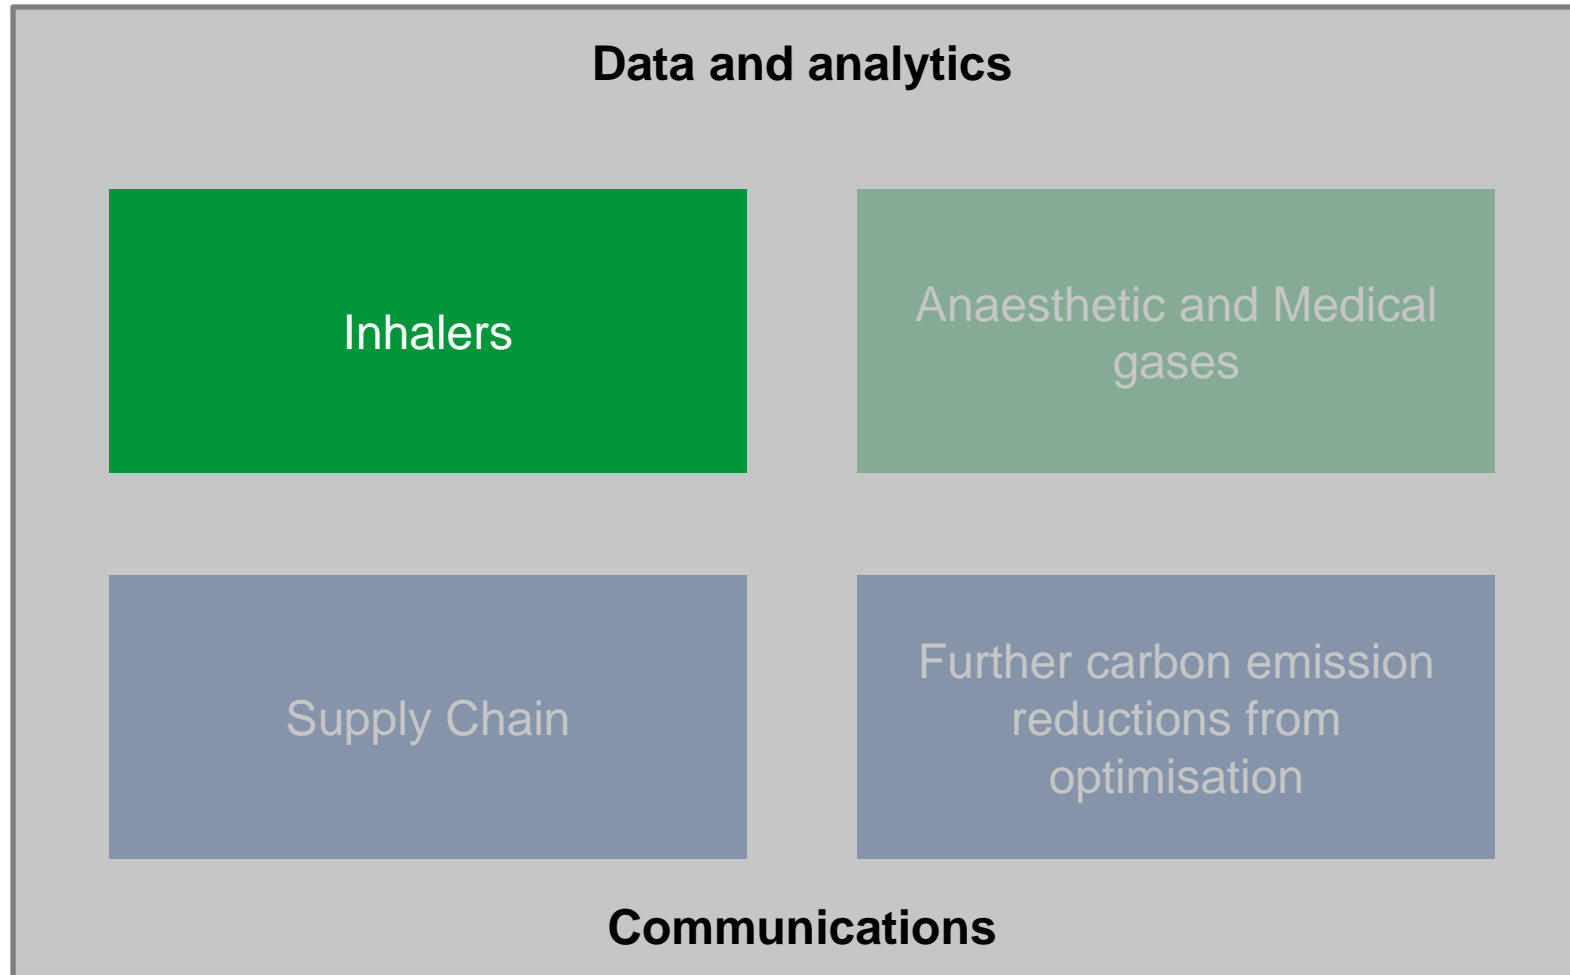 Data and analytics
Inhalers
Anaesthetic and Medical
gases
Supply Chain
Further carbon emission
reductions from
optimisation
Communications